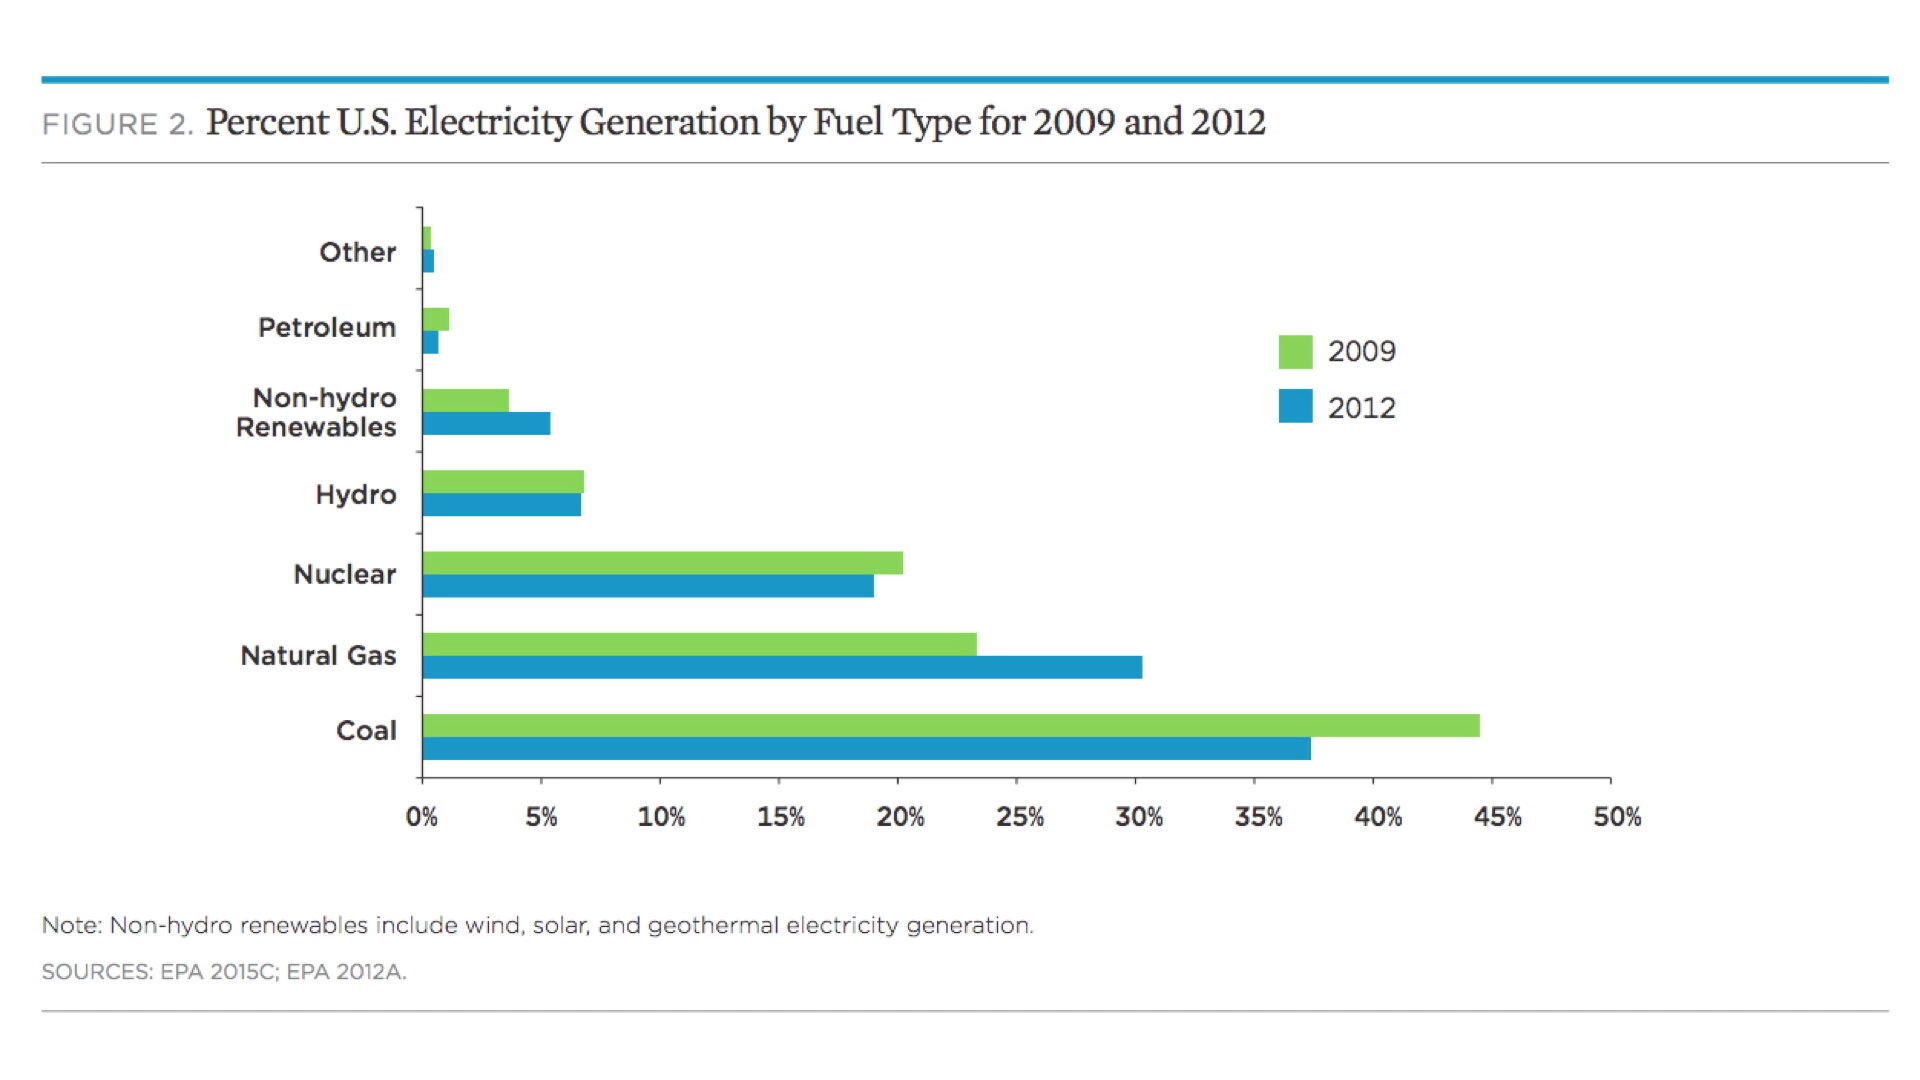 FIGURE 2. Percent U.S. Electricity Generation by Fuel Type for 2009 and 2012
Other
Petroleum
Non-hydro
Renewables
Hydro
Nuclear
Natural Gas
Coal
2009
2012
0% 5% 10% 15% 20% 25% 30% 35% 40% 45% 50%
Note: Non-hydro renewables include wind, solar, and geothermal electricity generation.
SOURCES: EPA 2015C; EPA 2012A.